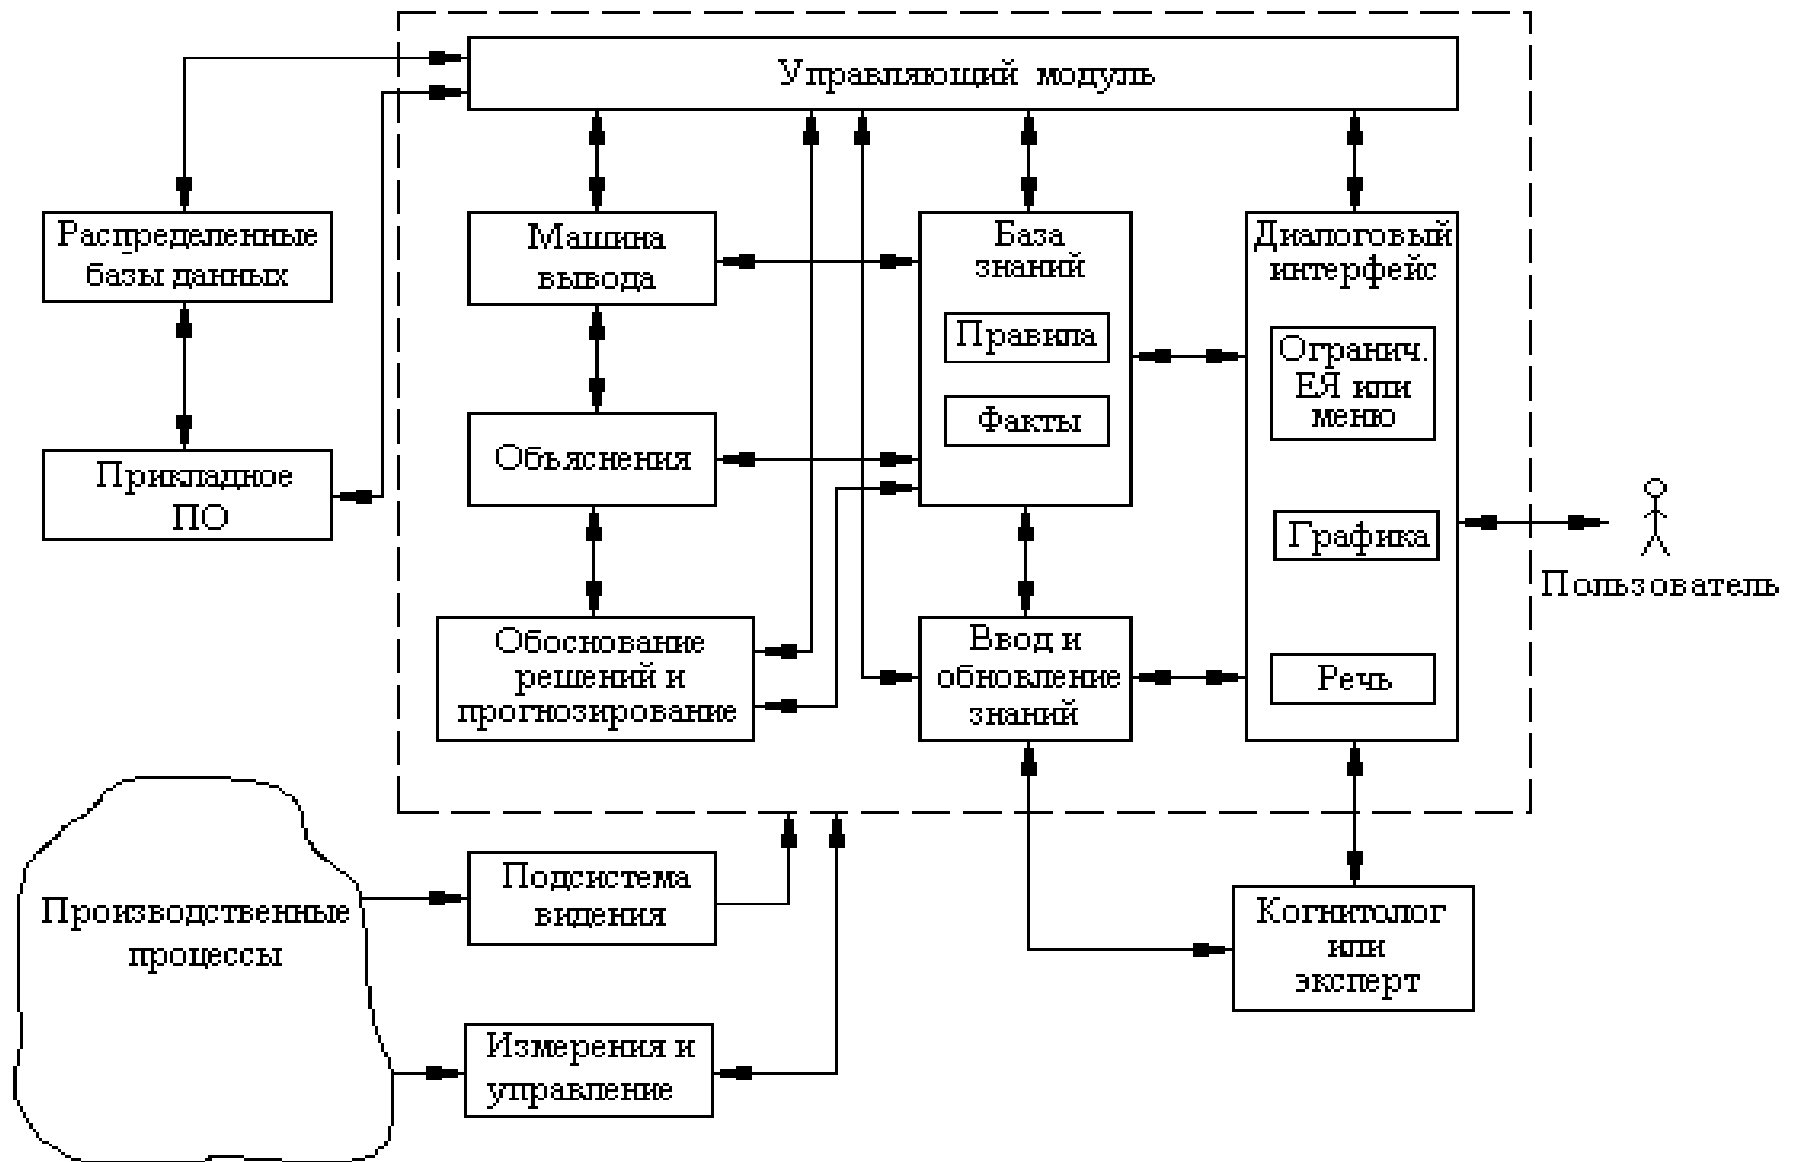 Управляющий модуль
Распределенные
базы данных
Прикладное
ПО
Машина
вывода
Объяснения
Обоснование
решений и
прогнозирование
База
знаний
Правила
Факты
Ввод и
обновление
знаний
Диалоговый
интерфейс
Огранич.
ЕЯ или
меню
Графика
Речь
Пользователь
Производственные
процессы
Подсистема
видения
Измерения и
управление
Когнитолог
или
эксперт